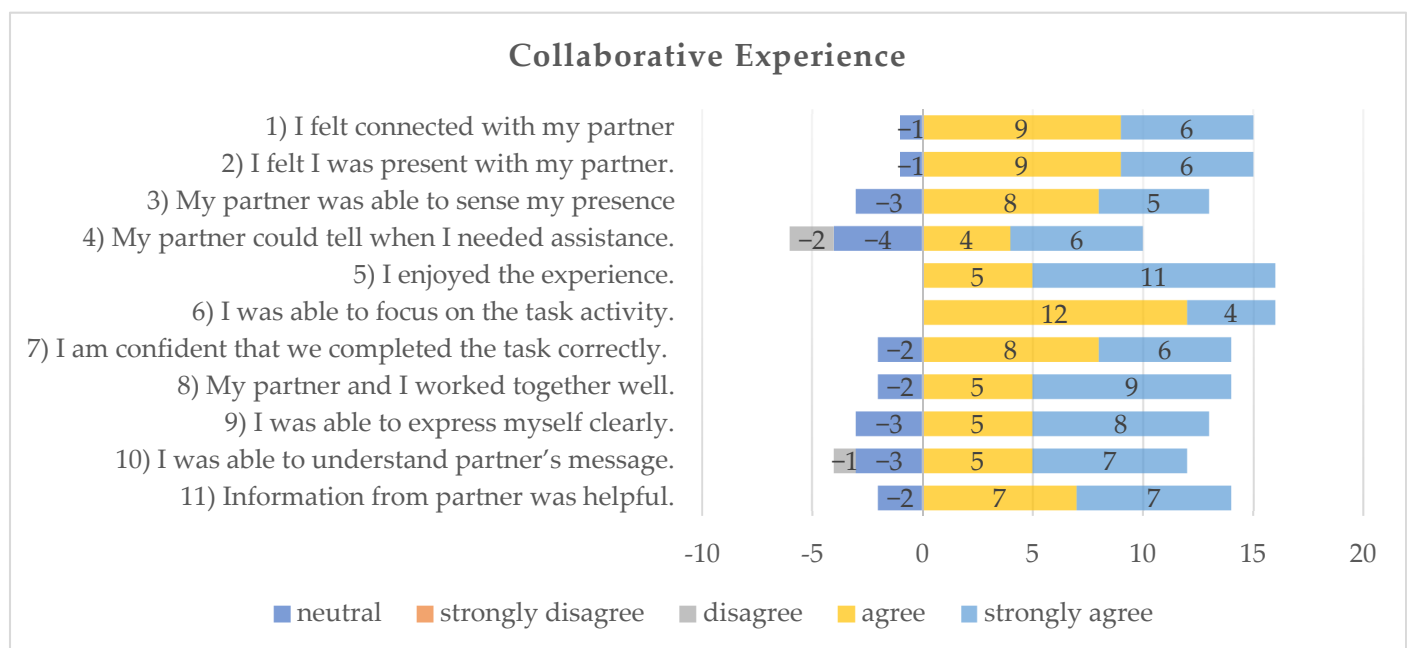 Collaborative Experience
1) I felt connected with my partner
−1 9 6
2) I felt I was present with my partner.
−1 9 6
3) My partner was able to sense my presence
−3 8 5
4) My partner could tell when I needed assistance.
−2 −4 4 6
5) I enjoyed the experience.
5 11
6) I was able to focus on the task activity.
12 4
7) I am confident that we completed the task correctly.
−2 8 6
8) My partner and I worked together well.
−2 5 9
9) I was able to express myself clearly.
−3 5 8
10) I was able to understand partner’s message.
−1 −3 5 7
11) Information from partner was helpful.
−2 7 7
-10 -5 0 5 10 15 20
neutral strongly disagree disagree agree strongly agree